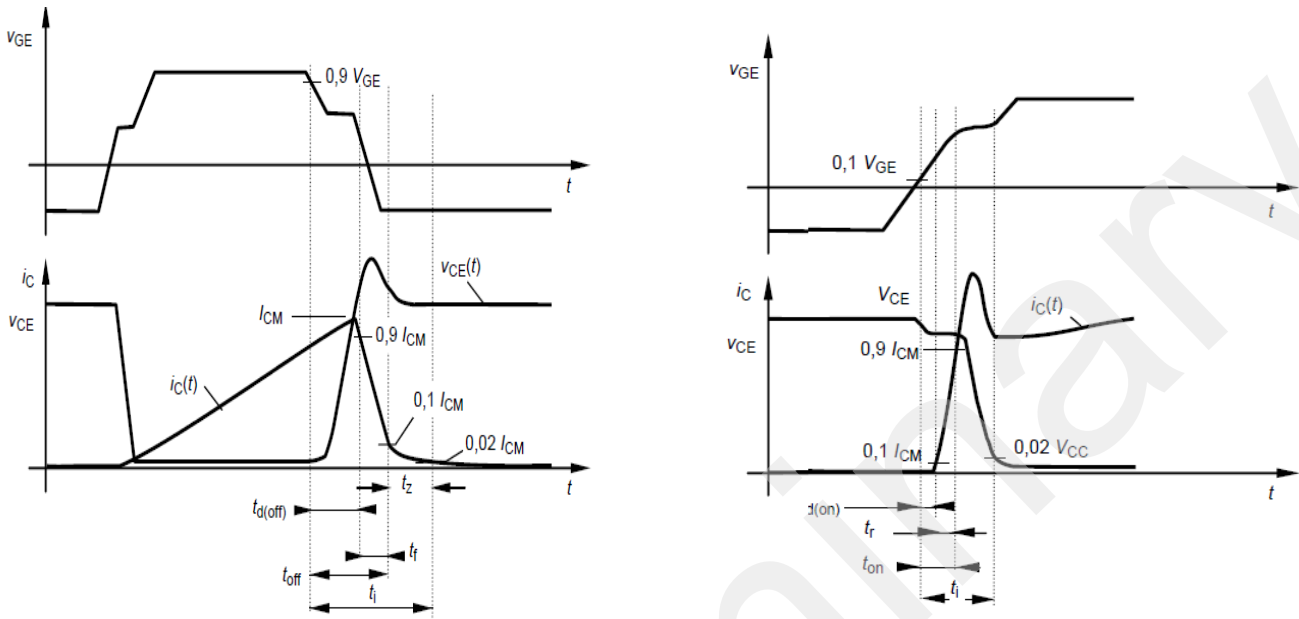 vGE
0,9 VGE
t
iC
vCE
ICM
vCE(t)
0,9 ICM
iC(t)
0,1 ICM
0,02 ICM
t
tz
td(off)
tf
toff
ti
vGE
0,1 VGE
t
iC
vCE
VCE
iC(t)
0,9 ICM
0,1 ICM
0,02 VCC
t
d(on)
tr
ton
ti
inary